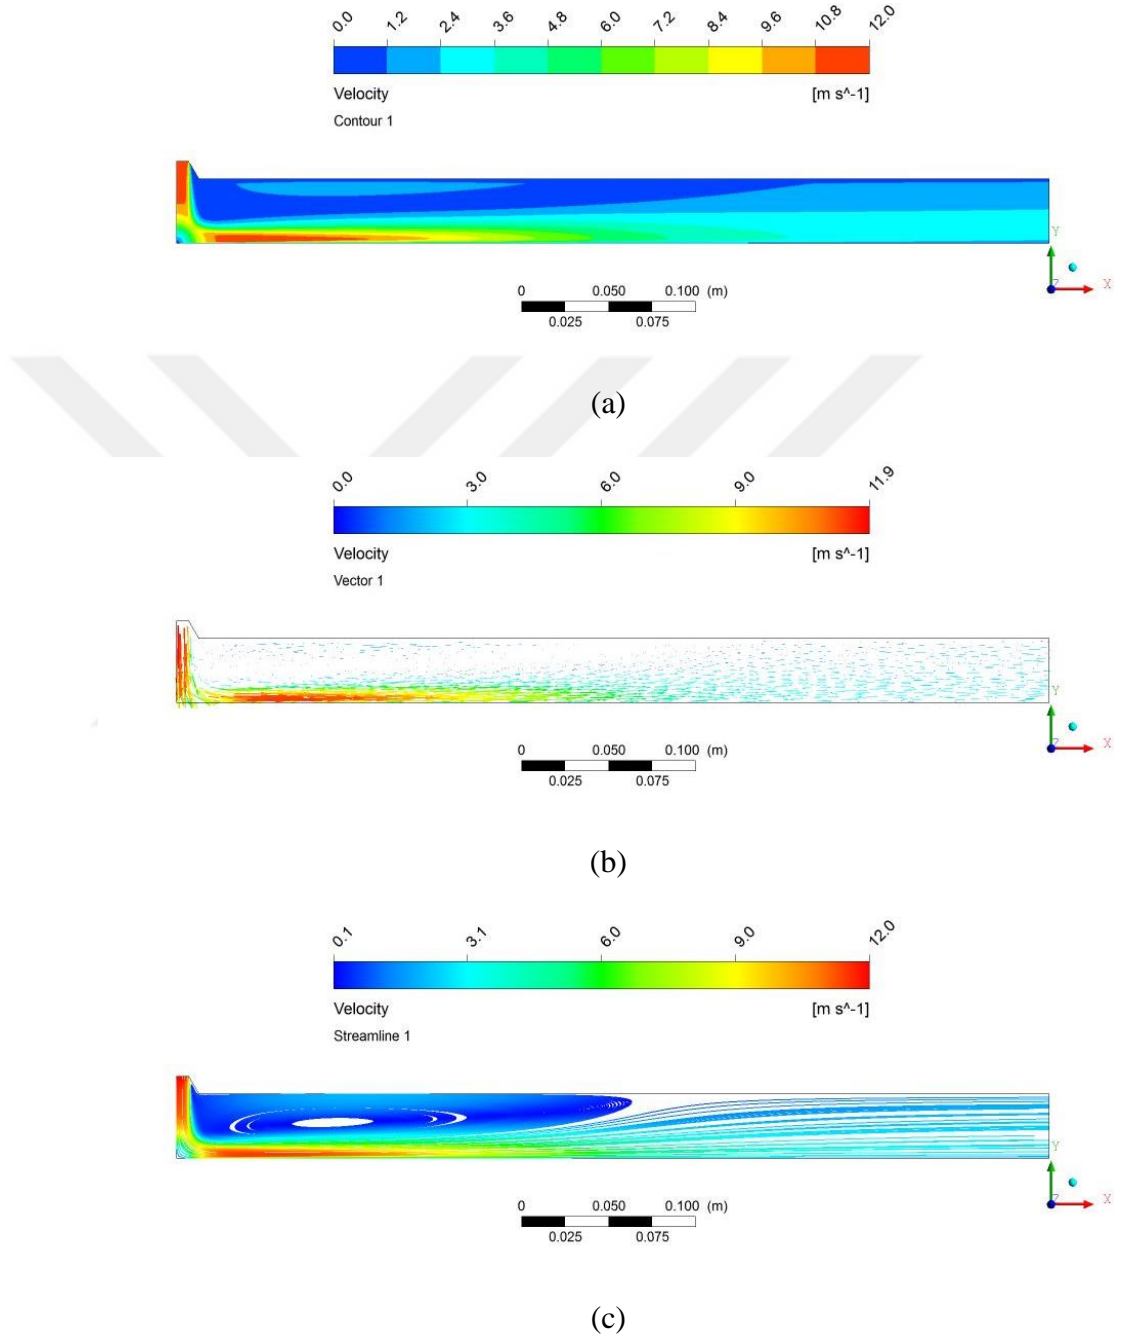 0.0 1.2 2.4 3.6 4.8 6.0 7.2 8.4 9.6 10.8 12.0
Velocity [m s^-1]
Contour 1
Y
Z X
0 0.050 0.100 (m)
0.025 0.075
(a)
0.0 3.0 6.0 9.0 11.9
Velocity [m s^-1]
Vector 1
Y
Z X
0 0.050 0.100 (m)
0.025 0.075
(b)
0.1 3.1 6.0 9.0 12.0
Velocity [m s^-1]
Streamline 1
Y
Z X
0 0.050 0.100 (m)
0.025 0.075
(c)